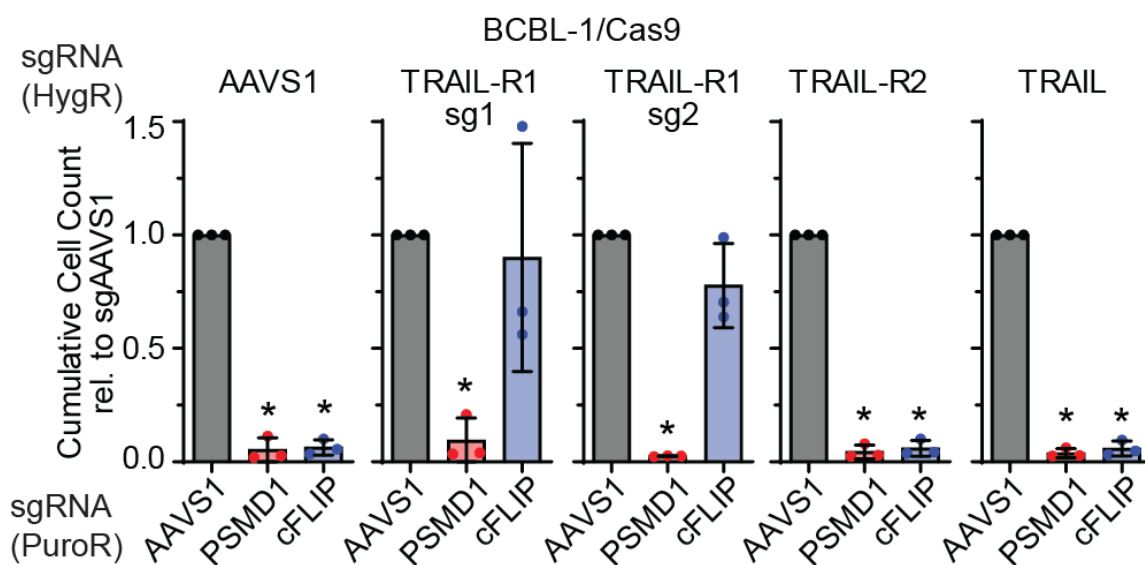 BCBL-1/Cas9
sgRNA
(HygR)
AAVS1
TRAIL-R1
sg1
TRAIL-R1
sg2
TRAIL-R2
TRAIL
Cumulative Cell Count
rel. to sgAAVS1
1.5
1.0
0.5
0.0
* *
*
*
* *
* *
sgRNA
(PuroR)
AAVS1 PSMD1 cFLIP
AAVS1 PSMD1 cFLIP
AAVS1 PSMD1 cFLIP
AAVS1 PSMD1 cFLIP
AAVS1 PSMD1 cFLIP